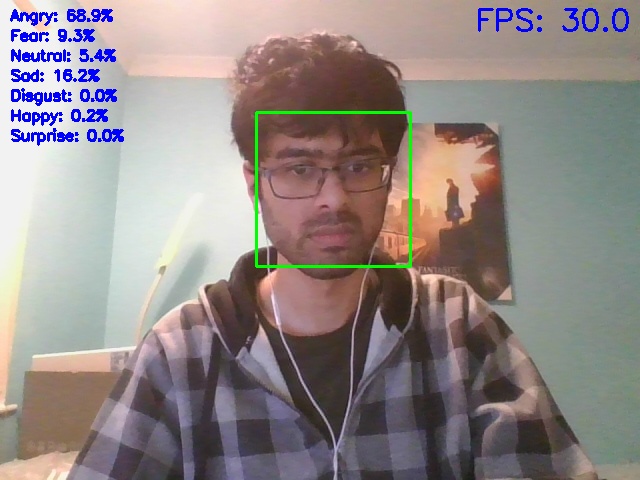 Angry: 68.9%
Fear: 9.3%
Neutral: 5.4%
Sad: 16.2%
Disgust: 0.0%
Happy: 0.2%
Surprise: 0.0%
FPS: 30.0
FANTASTIC